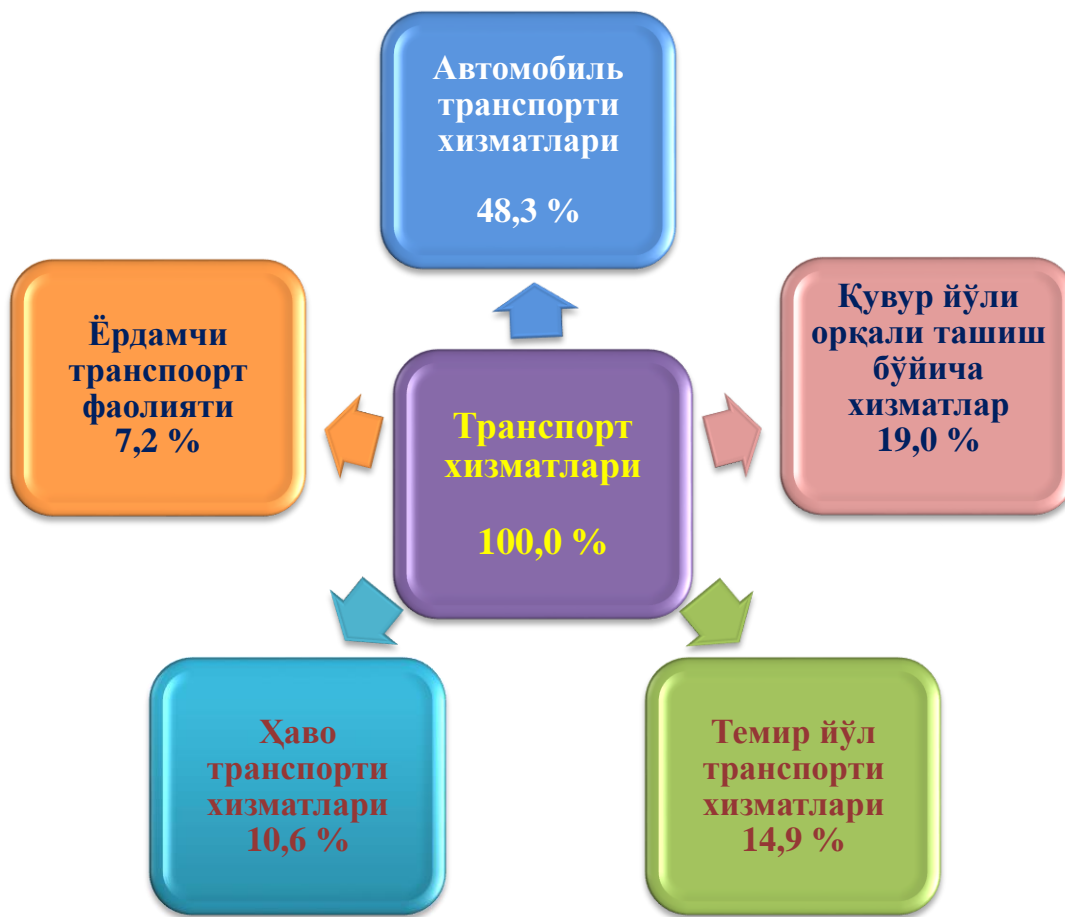 Автомобиль
транспорти
хизматлари
48,3 %
Ёрдамчи
транспоорт
фаолияти
7,2 %
Қувур йўли
орқали ташиш
бўйича
хизматлар
19,0 %
Транспорт
хизматлари
100,0 %
Ҳаво
транспорти
хизматлари
10,6 %
Темир йўл
транспорти
хизматлари
14,9 %